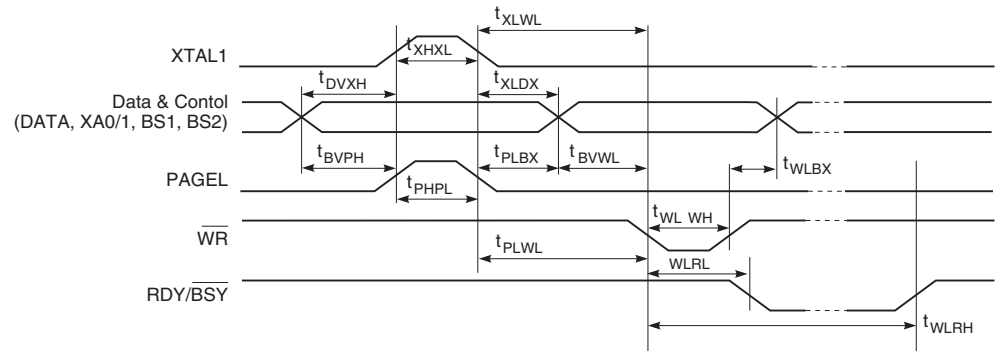 tXLWL
XTAL1
tXHXL
tDVXH
tXLDX
Data & Contol
(DATA, XA0/1, BS1, BS2)
tBVPH
tPLBX
tBVWL
tWLBX
PAGEL
tPHPL
WR
tWL WH
tPLWL
WLRL
RDY/BSY
tWLRH